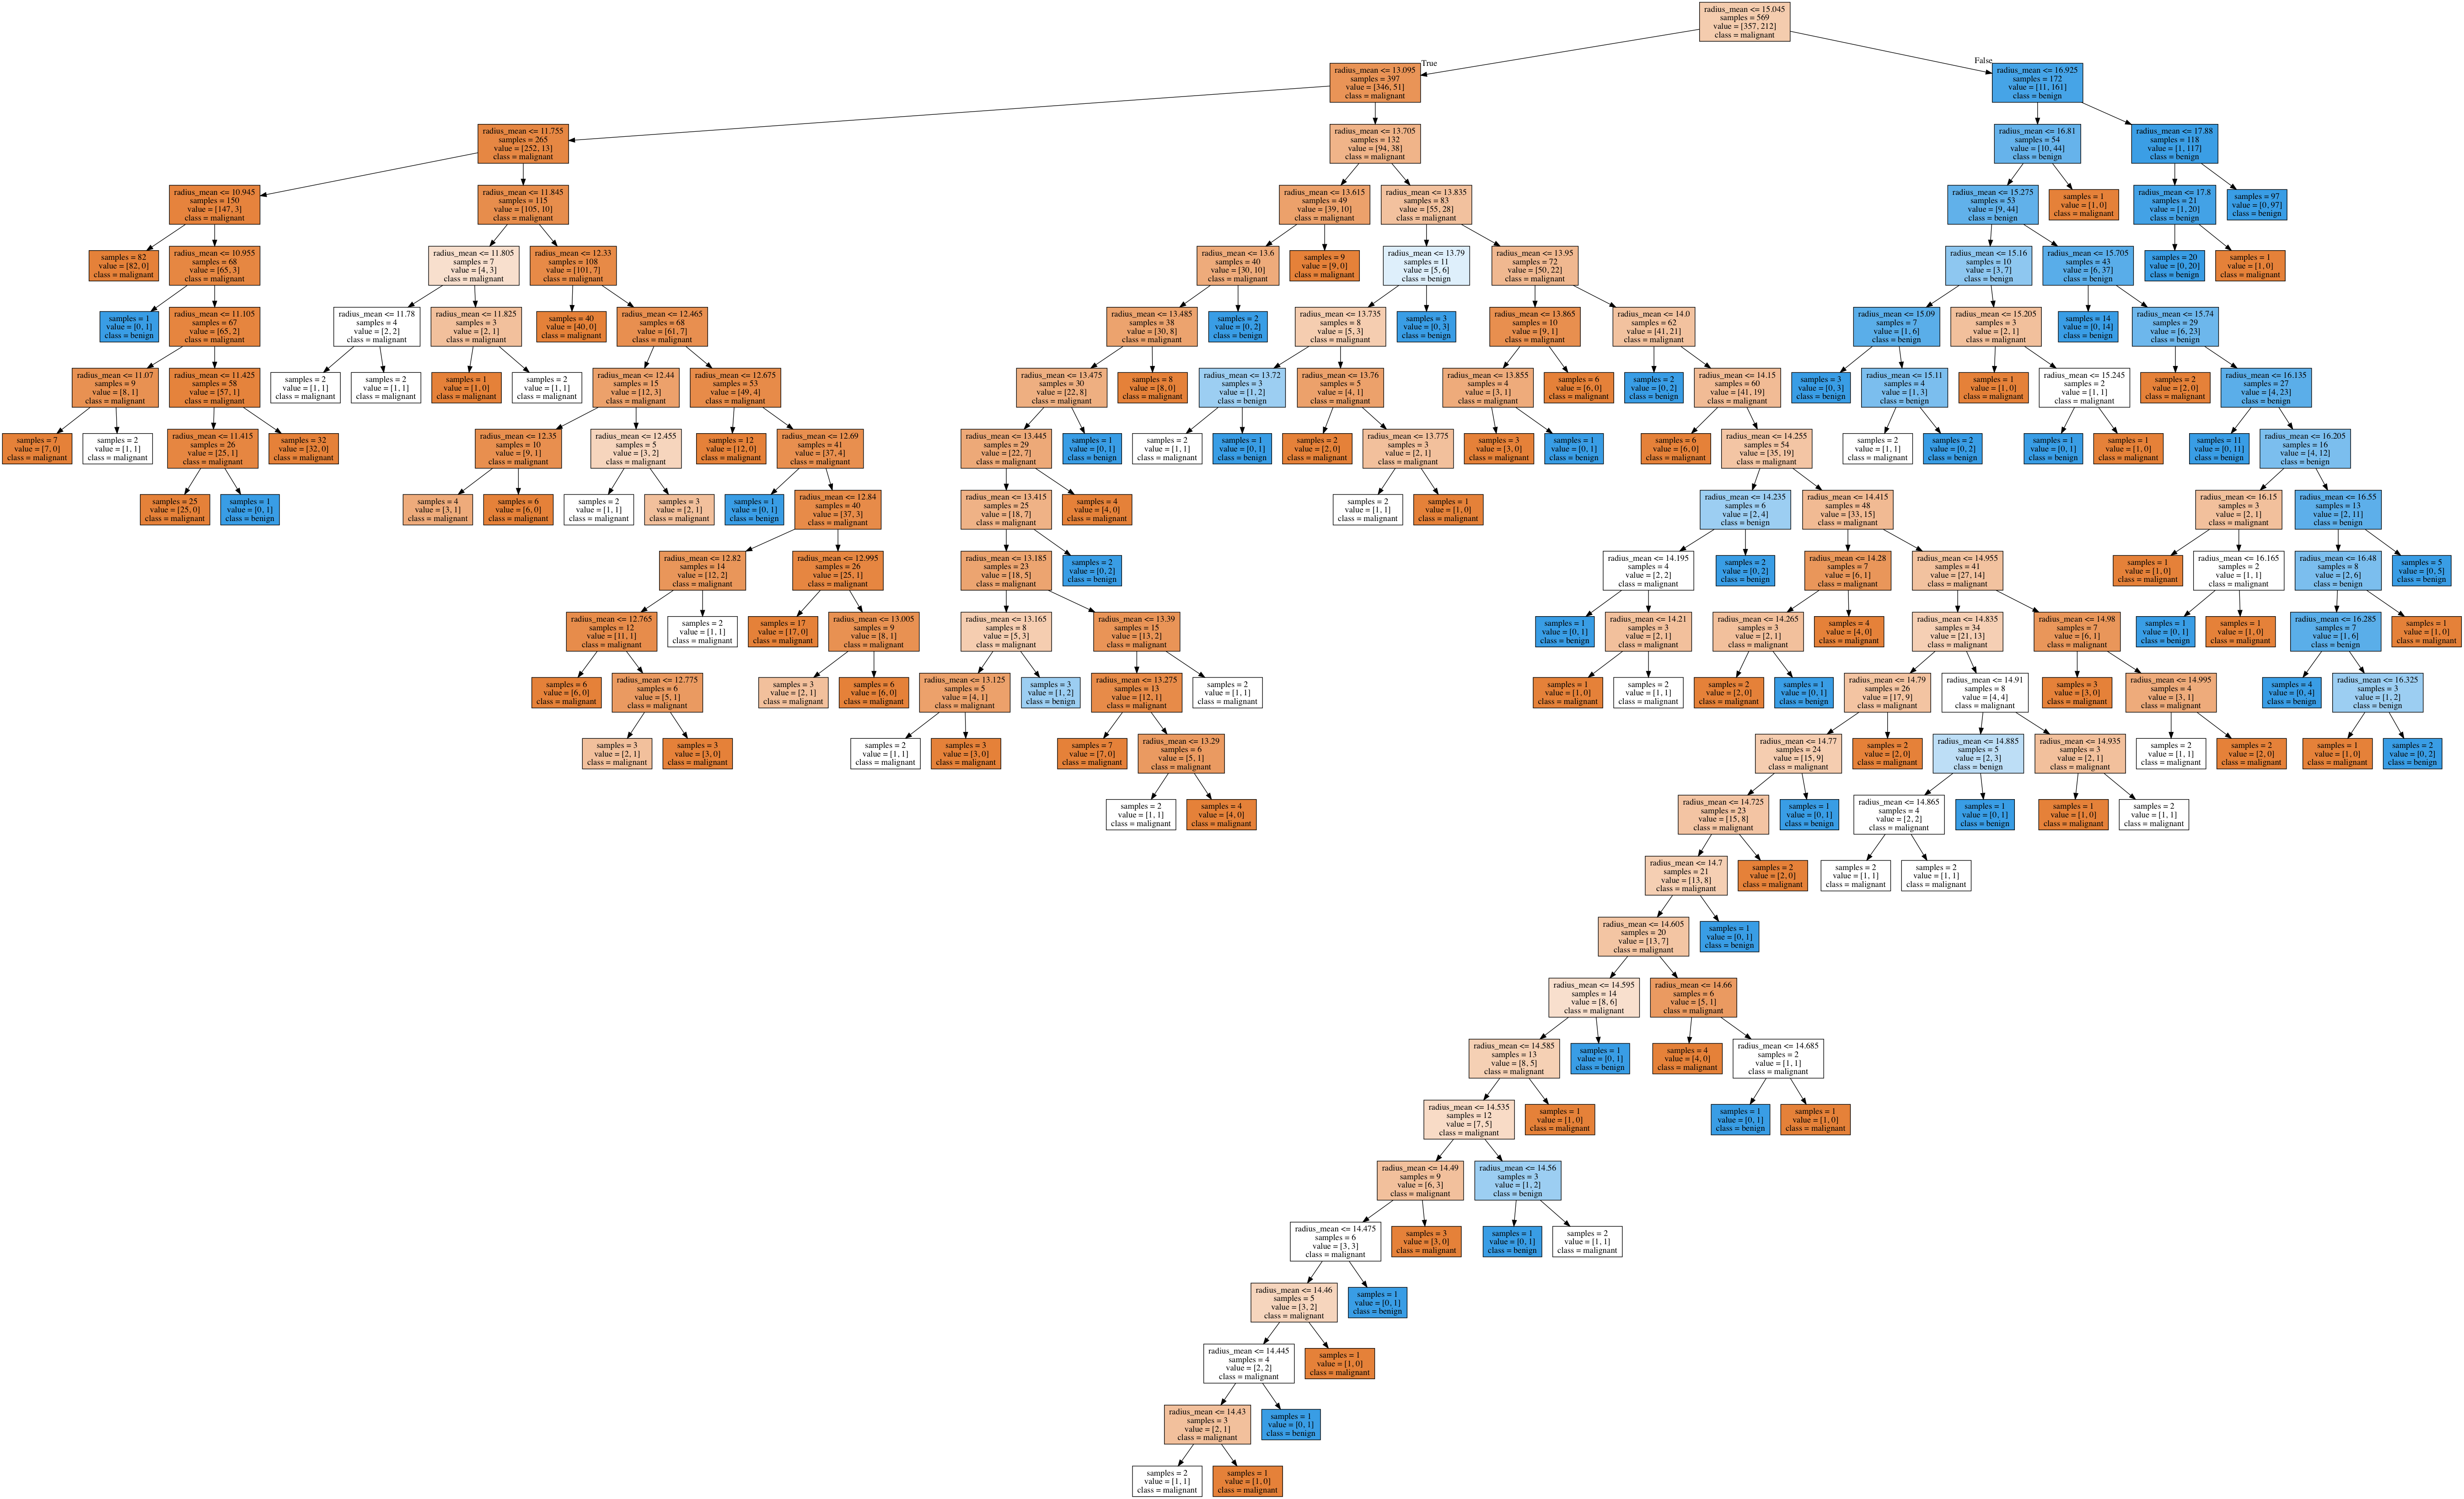 radius_mean <= 15.045
samples = 569
value = [357, 212]
class = malignant
True
False
radius_mean <= 13.095
samples = 397
value = [346, 51]
class = malignant
radius_mean <= 16.925
samples = 172
value = [11, 161]
class = benign
radius_mean <= 11.755
samples = 265
value = [252, 13]
class = malignant
radius_mean <= 13.705
samples = 132
value = [94, 38]
class = malignant
radius_mean <= 16.81
samples = 54
value = [10, 44]
class = benign
radius_mean <= 17.88
samples = 118
value = [1, 117]
class = benign
radius_mean <= 10.945
samples = 150
value = [147, 3]
class = malignant
radius_mean <= 11.845
samples = 115
value = [105, 10]
class = malignant
radius_mean <= 13.615
samples = 49
value = [39, 10]
class = malignant
radius_mean <= 13.835
samples = 83
value = [55, 28]
class = malignant
radius_mean <= 15.275
samples = 53
value = [9, 44]
class = benign
samples = 1
value = [1, 0]
class = malignant
radius_mean <= 17.8
samples = 21
value = [1, 20]
class = benign
samples = 97
value = [0, 97]
class = benign
samples = 82
value = [82, 0]
class = malignant
radius_mean <= 10.955
samples = 68
value = [65, 3]
class = malignant
radius_mean <= 11.805
samples = 7
value = [4, 3]
class = malignant
radius_mean <= 12.33
samples = 108
value = [101, 7]
class = malignant
radius_mean <= 13.6
samples = 40
value = [30, 10]
class = malignant
samples = 9
value = [9, 0]
class = malignant
radius_mean <= 13.79
samples = 11
value = [5, 6]
class = benign
radius_mean <= 13.95
samples = 72
value = [50, 22]
class = malignant
radius_mean <= 15.16
samples = 10
value = [3, 7]
class = benign
radius_mean <= 15.705
samples = 43
value = [6, 37]
class = benign
samples = 20
value = [0, 20]
class = benign
samples = 1
value = [1, 0]
class = malignant
samples = 1
value = [0, 1]
class = benign
radius_mean <= 11.105
samples = 67
value = [65, 2]
class = malignant
radius_mean <= 11.78
samples = 4
value = [2, 2]
class = malignant
radius_mean <= 11.825
samples = 3
value = [2, 1]
class = malignant
samples = 40
value = [40, 0]
class = malignant
radius_mean <= 12.465
samples = 68
value = [61, 7]
class = malignant
radius_mean <= 13.485
samples = 38
value = [30, 8]
class = malignant
samples = 2
value = [0, 2]
class = benign
radius_mean <= 13.735
samples = 8
value = [5, 3]
class = malignant
samples = 3
value = [0, 3]
class = benign
radius_mean <= 13.865
samples = 10
value = [9, 1]
class = malignant
radius_mean <= 14.0
samples = 62
value = [41, 21]
class = malignant
radius_mean <= 15.09
samples = 7
value = [1, 6]
class = benign
radius_mean <= 15.205
samples = 3
value = [2, 1]
class = malignant
samples = 14
value = [0, 14]
class = benign
radius_mean <= 15.74
samples = 29
value = [6, 23]
class = benign
radius_mean <= 11.07
samples = 9
value = [8, 1]
class = malignant
radius_mean <= 11.425
samples = 58
value = [57, 1]
class = malignant
samples = 2
value = [1, 1]
class = malignant
samples = 2
value = [1, 1]
class = malignant
samples = 1
value = [1, 0]
class = malignant
samples = 2
value = [1, 1]
class = malignant
radius_mean <= 12.44
samples = 15
value = [12, 3]
class = malignant
radius_mean <= 12.675
samples = 53
value = [49, 4]
class = malignant
radius_mean <= 13.475
samples = 30
value = [22, 8]
class = malignant
samples = 8
value = [8, 0]
class = malignant
radius_mean <= 13.72
samples = 3
value = [1, 2]
class = benign
radius_mean <= 13.76
samples = 5
value = [4, 1]
class = malignant
radius_mean <= 13.855
samples = 4
value = [3, 1]
class = malignant
samples = 6
value = [6, 0]
class = malignant
samples = 2
value = [0, 2]
class = benign
radius_mean <= 14.15
samples = 60
value = [41, 19]
class = malignant
samples = 3
value = [0, 3]
class = benign
radius_mean <= 15.11
samples = 4
value = [1, 3]
class = benign
samples = 1
value = [1, 0]
class = malignant
radius_mean <= 15.245
samples = 2
value = [1, 1]
class = malignant
samples = 2
value = [2, 0]
class = malignant
radius_mean <= 16.135
samples = 27
value = [4, 23]
class = benign
samples = 7
value = [7, 0]
class = malignant
samples = 2
value = [1, 1]
class = malignant
radius_mean <= 11.415
samples = 26
value = [25, 1]
class = malignant
samples = 32
value = [32, 0]
class = malignant
radius_mean <= 12.35
samples = 10
value = [9, 1]
class = malignant
radius_mean <= 12.455
samples = 5
value = [3, 2]
class = malignant
samples = 12
value = [12, 0]
class = malignant
radius_mean <= 12.69
samples = 41
value = [37, 4]
class = malignant
radius_mean <= 13.445
samples = 29
value = [22, 7]
class = malignant
samples = 1
value = [0, 1]
class = benign
samples = 2
value = [1, 1]
class = malignant
samples = 1
value = [0, 1]
class = benign
samples = 2
value = [2, 0]
class = malignant
radius_mean <= 13.775
samples = 3
value = [2, 1]
class = malignant
samples = 3
value = [3, 0]
class = malignant
samples = 1
value = [0, 1]
class = benign
samples = 6
value = [6, 0]
class = malignant
radius_mean <= 14.255
samples = 54
value = [35, 19]
class = malignant
samples = 2
value = [1, 1]
class = malignant
samples = 2
value = [0, 2]
class = benign
samples = 1
value = [0, 1]
class = benign
samples = 1
value = [1, 0]
class = malignant
samples = 11
value = [0, 11]
class = benign
radius_mean <= 16.205
samples = 16
value = [4, 12]
class = benign
samples = 25
value = [25, 0]
class = malignant
samples = 1
value = [0, 1]
class = benign
samples = 4
value = [3, 1]
class = malignant
samples = 6
value = [6, 0]
class = malignant
samples = 2
value = [1, 1]
class = malignant
samples = 3
value = [2, 1]
class = malignant
samples = 1
value = [0, 1]
class = benign
radius_mean <= 12.84
samples = 40
value = [37, 3]
class = malignant
radius_mean <= 13.415
samples = 25
value = [18, 7]
class = malignant
samples = 4
value = [4, 0]
class = malignant
samples = 2
value = [1, 1]
class = malignant
samples = 1
value = [1, 0]
class = malignant
radius_mean <= 14.235
samples = 6
value = [2, 4]
class = benign
radius_mean <= 14.415
samples = 48
value = [33, 15]
class = malignant
radius_mean <= 16.15
samples = 3
value = [2, 1]
class = malignant
radius_mean <= 16.55
samples = 13
value = [2, 11]
class = benign
radius_mean <= 12.82
samples = 14
value = [12, 2]
class = malignant
radius_mean <= 12.995
samples = 26
value = [25, 1]
class = malignant
radius_mean <= 13.185
samples = 23
value = [18, 5]
class = malignant
samples = 2
value = [0, 2]
class = benign
radius_mean <= 14.195
samples = 4
value = [2, 2]
class = malignant
samples = 2
value = [0, 2]
class = benign
radius_mean <= 14.28
samples = 7
value = [6, 1]
class = malignant
radius_mean <= 14.955
samples = 41
value = [27, 14]
class = malignant
samples = 1
value = [1, 0]
class = malignant
radius_mean <= 16.165
samples = 2
value = [1, 1]
class = malignant
radius_mean <= 16.48
samples = 8
value = [2, 6]
class = benign
samples = 5
value = [0, 5]
class = benign
radius_mean <= 12.765
samples = 12
value = [11, 1]
class = malignant
samples = 2
value = [1, 1]
class = malignant
samples = 17
value = [17, 0]
class = malignant
radius_mean <= 13.005
samples = 9
value = [8, 1]
class = malignant
radius_mean <= 13.165
samples = 8
value = [5, 3]
class = malignant
radius_mean <= 13.39
samples = 15
value = [13, 2]
class = malignant
samples = 1
value = [0, 1]
class = benign
radius_mean <= 14.21
samples = 3
value = [2, 1]
class = malignant
radius_mean <= 14.265
samples = 3
value = [2, 1]
class = malignant
samples = 4
value = [4, 0]
class = malignant
radius_mean <= 14.835
samples = 34
value = [21, 13]
class = malignant
radius_mean <= 14.98
samples = 7
value = [6, 1]
class = malignant
samples = 1
value = [0, 1]
class = benign
samples = 1
value = [1, 0]
class = malignant
radius_mean <= 16.285
samples = 7
value = [1, 6]
class = benign
samples = 1
value = [1, 0]
class = malignant
samples = 6
value = [6, 0]
class = malignant
radius_mean <= 12.775
samples = 6
value = [5, 1]
class = malignant
samples = 3
value = [2, 1]
class = malignant
samples = 6
value = [6, 0]
class = malignant
radius_mean <= 13.125
samples = 5
value = [4, 1]
class = malignant
samples = 3
value = [1, 2]
class = benign
radius_mean <= 13.275
samples = 13
value = [12, 1]
class = malignant
samples = 2
value = [1, 1]
class = malignant
samples = 1
value = [1, 0]
class = malignant
samples = 2
value = [1, 1]
class = malignant
samples = 2
value = [2, 0]
class = malignant
samples = 1
value = [0, 1]
class = benign
radius_mean <= 14.79
samples = 26
value = [17, 9]
class = malignant
radius_mean <= 14.91
samples = 8
value = [4, 4]
class = malignant
samples = 3
value = [3, 0]
class = malignant
radius_mean <= 14.995
samples = 4
value = [3, 1]
class = malignant
samples = 4
value = [0, 4]
class = benign
radius_mean <= 16.325
samples = 3
value = [1, 2]
class = benign
samples = 3
value = [2, 1]
class = malignant
samples = 3
value = [3, 0]
class = malignant
samples = 2
value = [1, 1]
class = malignant
samples = 3
value = [3, 0]
class = malignant
samples = 7
value = [7, 0]
class = malignant
radius_mean <= 13.29
samples = 6
value = [5, 1]
class = malignant
radius_mean <= 14.77
samples = 24
value = [15, 9]
class = malignant
samples = 2
value = [2, 0]
class = malignant
radius_mean <= 14.885
samples = 5
value = [2, 3]
class = benign
radius_mean <= 14.935
samples = 3
value = [2, 1]
class = malignant
samples = 2
value = [1, 1]
class = malignant
samples = 2
value = [2, 0]
class = malignant
samples = 1
value = [1, 0]
class = malignant
samples = 2
value = [0, 2]
class = benign
samples = 2
value = [1, 1]
class = malignant
samples = 4
value = [4, 0]
class = malignant
radius_mean <= 14.725
samples = 23
value = [15, 8]
class = malignant
samples = 1
value = [0, 1]
class = benign
radius_mean <= 14.865
samples = 4
value = [2, 2]
class = malignant
samples = 1
value = [0, 1]
class = benign
samples = 1
value = [1, 0]
class = malignant
samples = 2
value = [1, 1]
class = malignant
radius_mean <= 14.7
samples = 21
value = [13, 8]
class = malignant
samples = 2
value = [2, 0]
class = malignant
samples = 2
value = [1, 1]
class = malignant
samples = 2
value = [1, 1]
class = malignant
radius_mean <= 14.605
samples = 20
value = [13, 7]
class = malignant
samples = 1
value = [0, 1]
class = benign
radius_mean <= 14.595
samples = 14
value = [8, 6]
class = malignant
radius_mean <= 14.66
samples = 6
value = [5, 1]
class = malignant
radius_mean <= 14.585
samples = 13
value = [8, 5]
class = malignant
samples = 1
value = [0, 1]
class = benign
samples = 4
value = [4, 0]
class = malignant
radius_mean <= 14.685
samples = 2
value = [1, 1]
class = malignant
radius_mean <= 14.535
samples = 12
value = [7, 5]
class = malignant
samples = 1
value = [1, 0]
class = malignant
samples = 1
value = [0, 1]
class = benign
samples = 1
value = [1, 0]
class = malignant
radius_mean <= 14.49
samples = 9
value = [6, 3]
class = malignant
radius_mean <= 14.56
samples = 3
value = [1, 2]
class = benign
radius_mean <= 14.475
samples = 6
value = [3, 3]
class = malignant
samples = 3
value = [3, 0]
class = malignant
samples = 1
value = [0, 1]
class = benign
samples = 2
value = [1, 1]
class = malignant
radius_mean <= 14.46
samples = 5
value = [3, 2]
class = malignant
samples = 1
value = [0, 1]
class = benign
radius_mean <= 14.445
samples = 4
value = [2, 2]
class = malignant
samples = 1
value = [1, 0]
class = malignant
radius_mean <= 14.43
samples = 3
value = [2, 1]
class = malignant
samples = 1
value = [0, 1]
class = benign
samples = 2
value = [1, 1]
class = malignant
samples = 1
value = [1, 0]
class = malignant